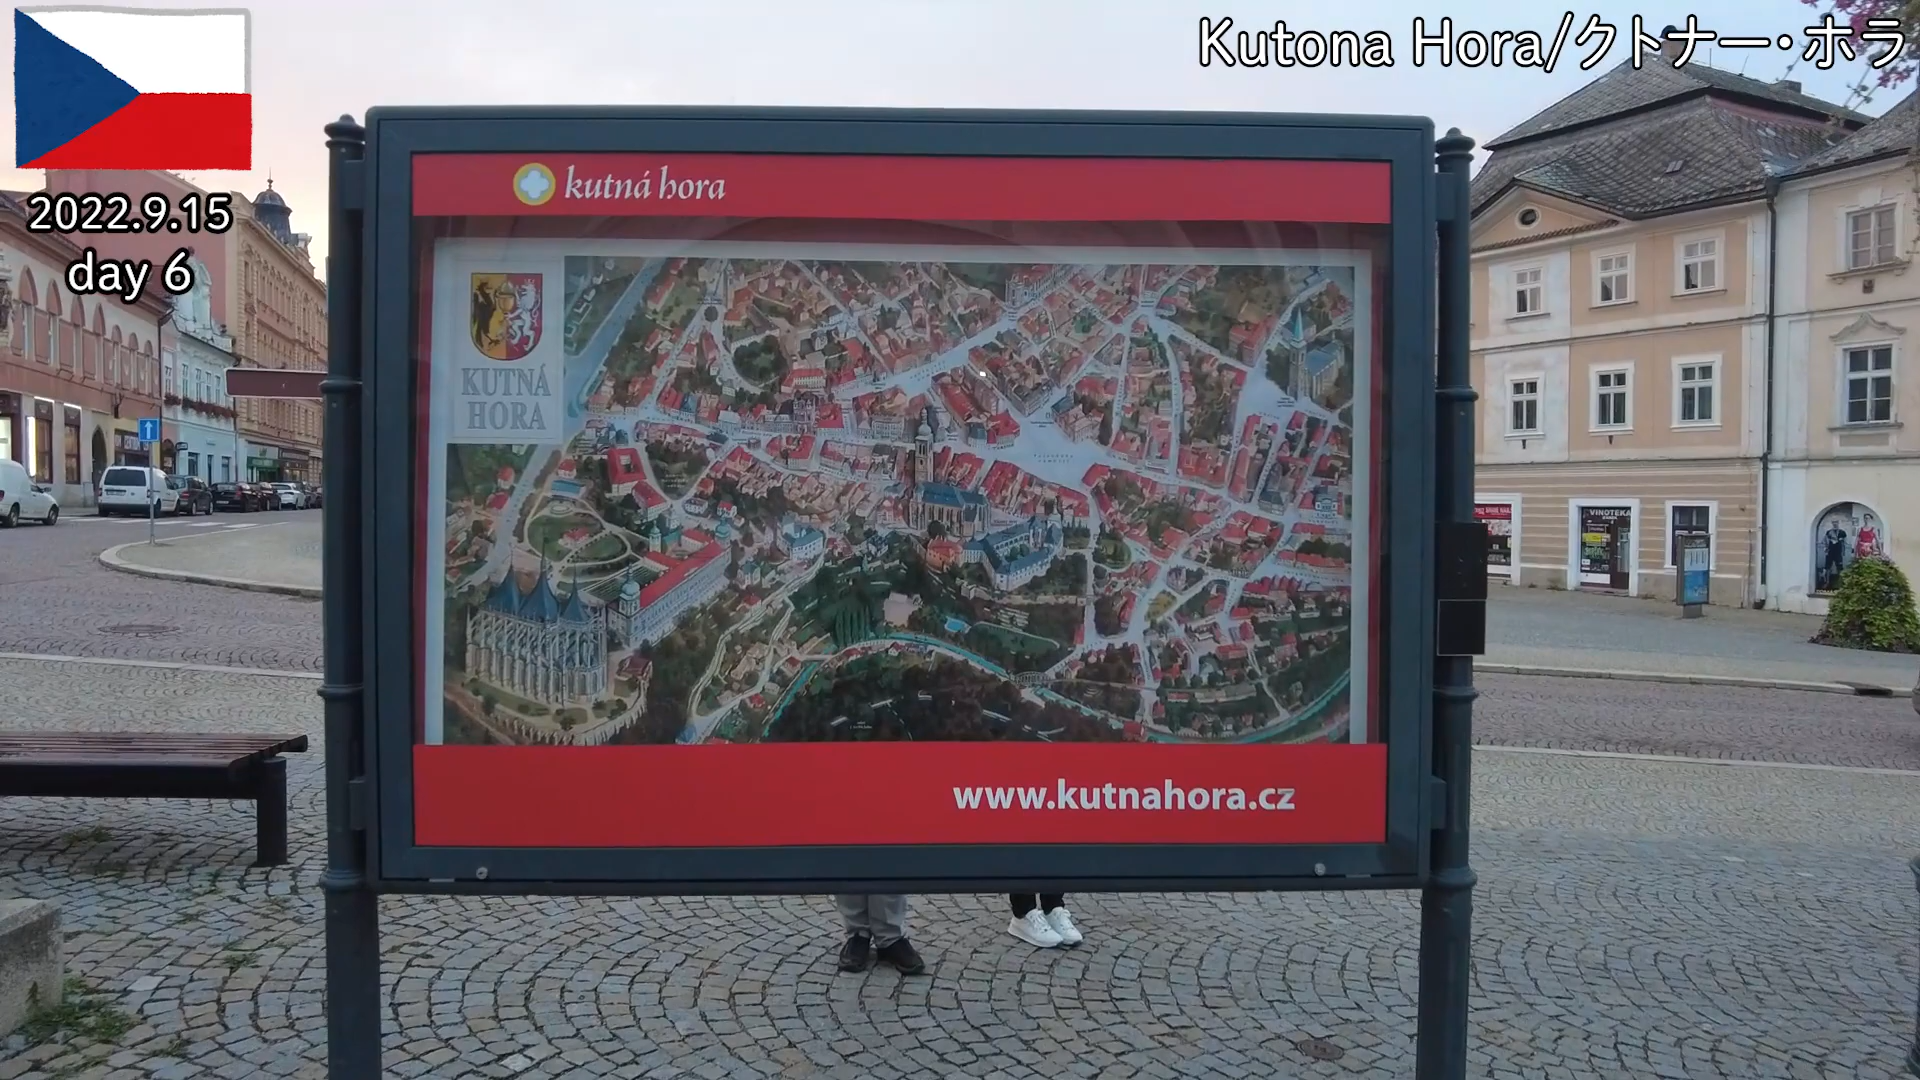 Kutona Hora/クトナー・ホラ
2022.9.15
day 6
kutná hora
KUTNÁ
HORA
VINOTEKA
www.kutnahora.cz